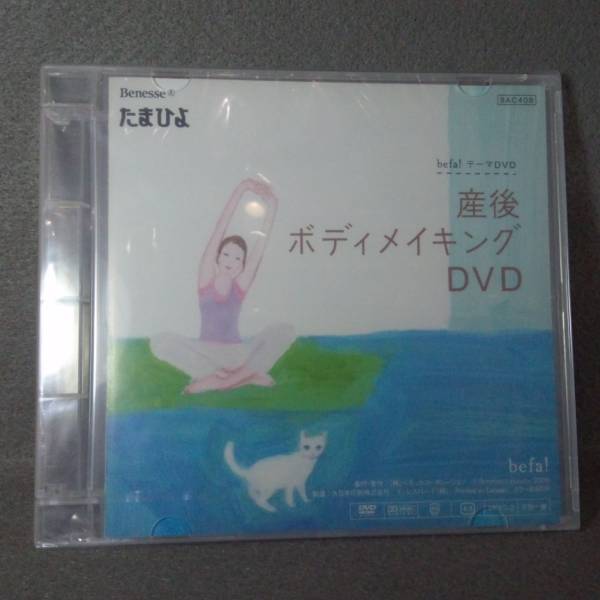 Benesse®
たまひよ
BAC409
befa! テーマDVD
産後
ボディメイキング
DVD
befa!
DVD